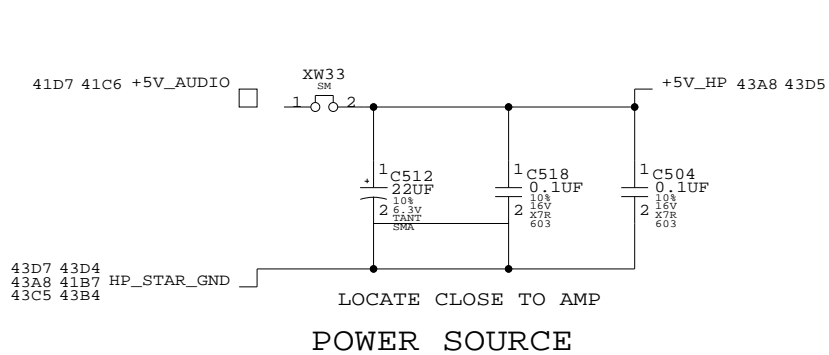 XW33
SM
41D7 41C6 +5V_AUDIO
+5V_HP 43A8 43D5
1 2
1 C512
22UF
10%
2 6.3V
TANT
SMA
1 C518
0.1UF
10%
2 16V
X7R
603
1 C504
0.1UF
10%
2 16V
X7R
603
43D7 43D4
43A8 41B7 HP_STAR_GND
43C5 43B4
LOCATE CLOSE TO AMP
POWER SOURCE